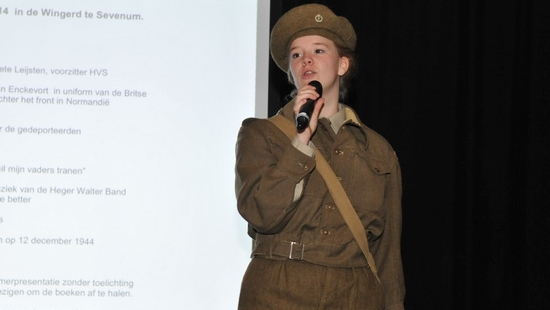 14 in de Wingerd te Sevenum.
Leijsten, voorzitter HVS
n Enckevort in uniform van de Britse
chter het front in Normandië
r de gedeporteerden
il mijn vaders tranen"
ziek van de Heger Walter Band
e better
s
n op 12 december 1944
merpresentatie zonder toelichting
ezigen om de boeken af te halen.